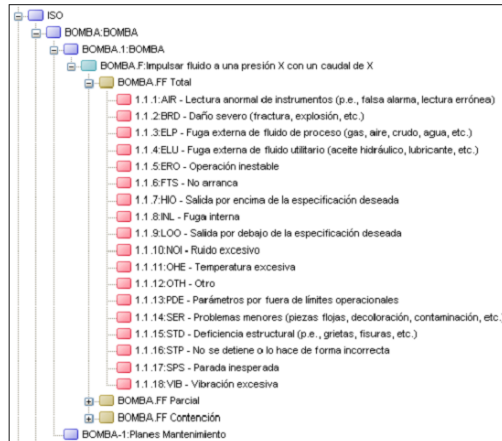 ISO
BOMBA:BOMBA
BOMBA.1:BOMBA
BOMBA.F:Impulsar fluido a una presión X con un caudal de X
BOMBA.FF Total
1.1.1:AIR - Lectura anormal de instrumentos (p.e., falsa alarma, lectura errónea)
1.1.2:BRD - Daño severo (fractura, explosión, etc.)
1.1.3:ELP - Fuga externa de fluido de proceso (gas, aire, crudo, agua, etc.)
1.1.4:ELU - Fuga externa de fluido utilitario (aceite hidráulico, lubricante, etc.)
1.1.5:ERO - Operación inestable
1.1.6:FTS - No arranca
1.1.7:HIO - Salida por encima de la especificación deseada
1.1.8:INL - Fuga interna
1.1.9:LOO - Salida por debajo de la especificación deseada
1.1.10:NOI - Ruido excesivo
1.1.11:OHE - Temperatura excesiva
1.1.12:OTH - Otro
1.1.13:PDE - Parámetros por fuera de límites operacionales
1.1.14:SER - Problemas menores (piezas flojas, decoloración, contaminación, etc.
1.1.15:STD - Deficiencia estructural (p.e., grietas, fisuras, etc.)
1.1.16:STP - No se detiene o lo hace de forma incorrecta
1.1.17:SPS - Parada inesperada
1.1.18:VIB - Vibración excesiva
BOMBA.FF Parcial
BOMBA.FF Contención
BOMBA-1:Planes Mantenimiento